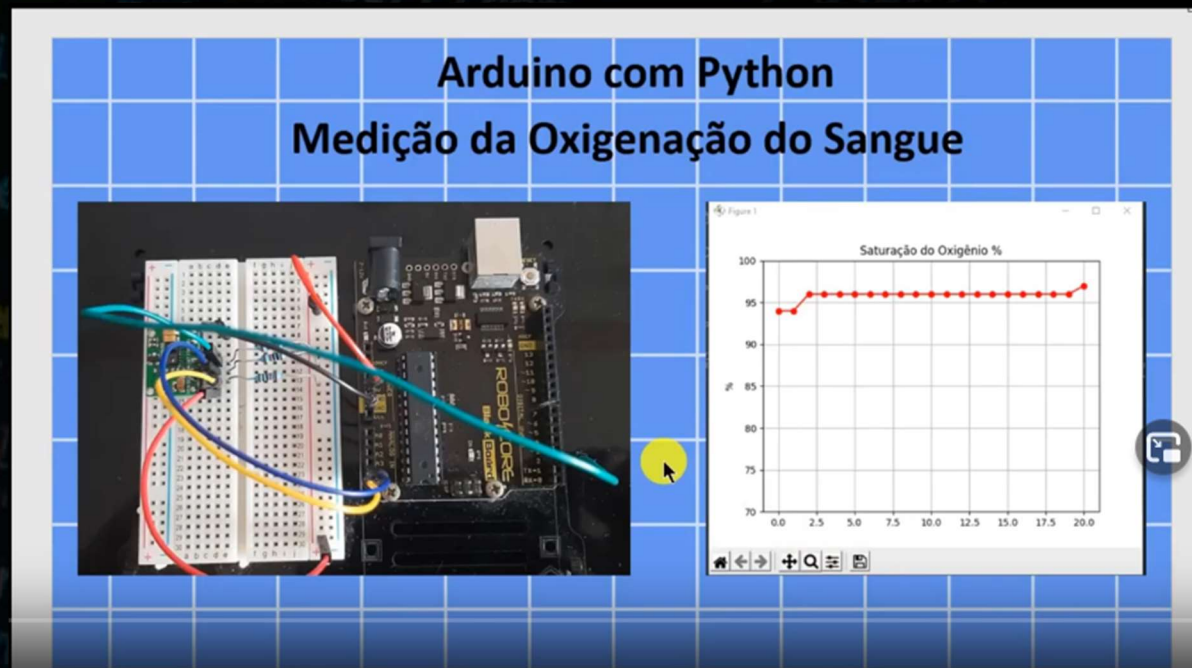 Arduino com Python
Medição da Oxigenação do Sangue
ROBOCORE
BlackBoard
Figure 1
Saturação do Oxigênio %
100
95
90
85
80
75
70
%
0.0 2.5 5.0 7.5 10.0 12.5 15.0 17.5 20.0